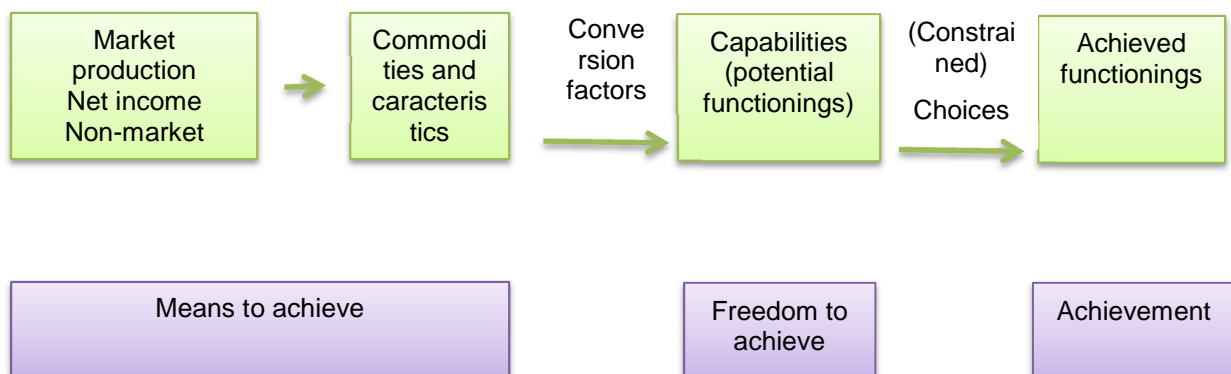 Market
production
Net income
Non-market
Commodi
ties and
caracteris
tics
Conve
rsion
factors
Capabilities
(potential
functionings)
(Constrai
ned)
Choices
Achieved
functionings
Means to achieve
Freedom to
achieve
Achievement